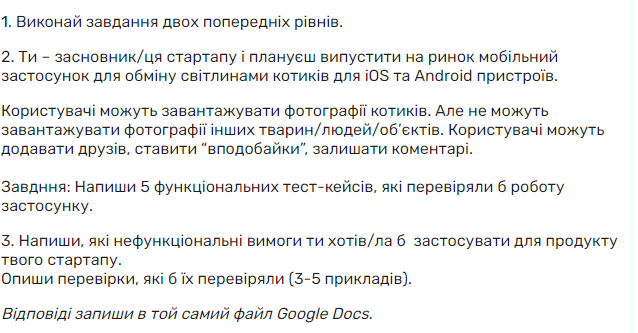 1. Виконай завдання двох попередніх рівнів.
2. Ти – засновник/ця стартапу і плануєш випустити на ринок мобільний
застосунок для обміну світлинами котиків для iOS та Android пристроїв.
Користувачі можуть завантажувати фотографії котиків. Але не можуть
завантажувати фотографії інших тварин/людей/об’єктів. Користувачі можуть
додавати друзів, ставити “вподобайки”, залишати коментарі.
Завдння: Напиши 5 функціональних тест-кейсів, які перевіряли б роботу
застосунку.
3. Напиши, які нефункціональні вимоги ти хотів/ла б застосувати для продукту
твого стартапу.
Опиши перевірки, які б їх перевіряли (3-5 прикладів).
Відповіді запиши в той самий файл Google Docs.